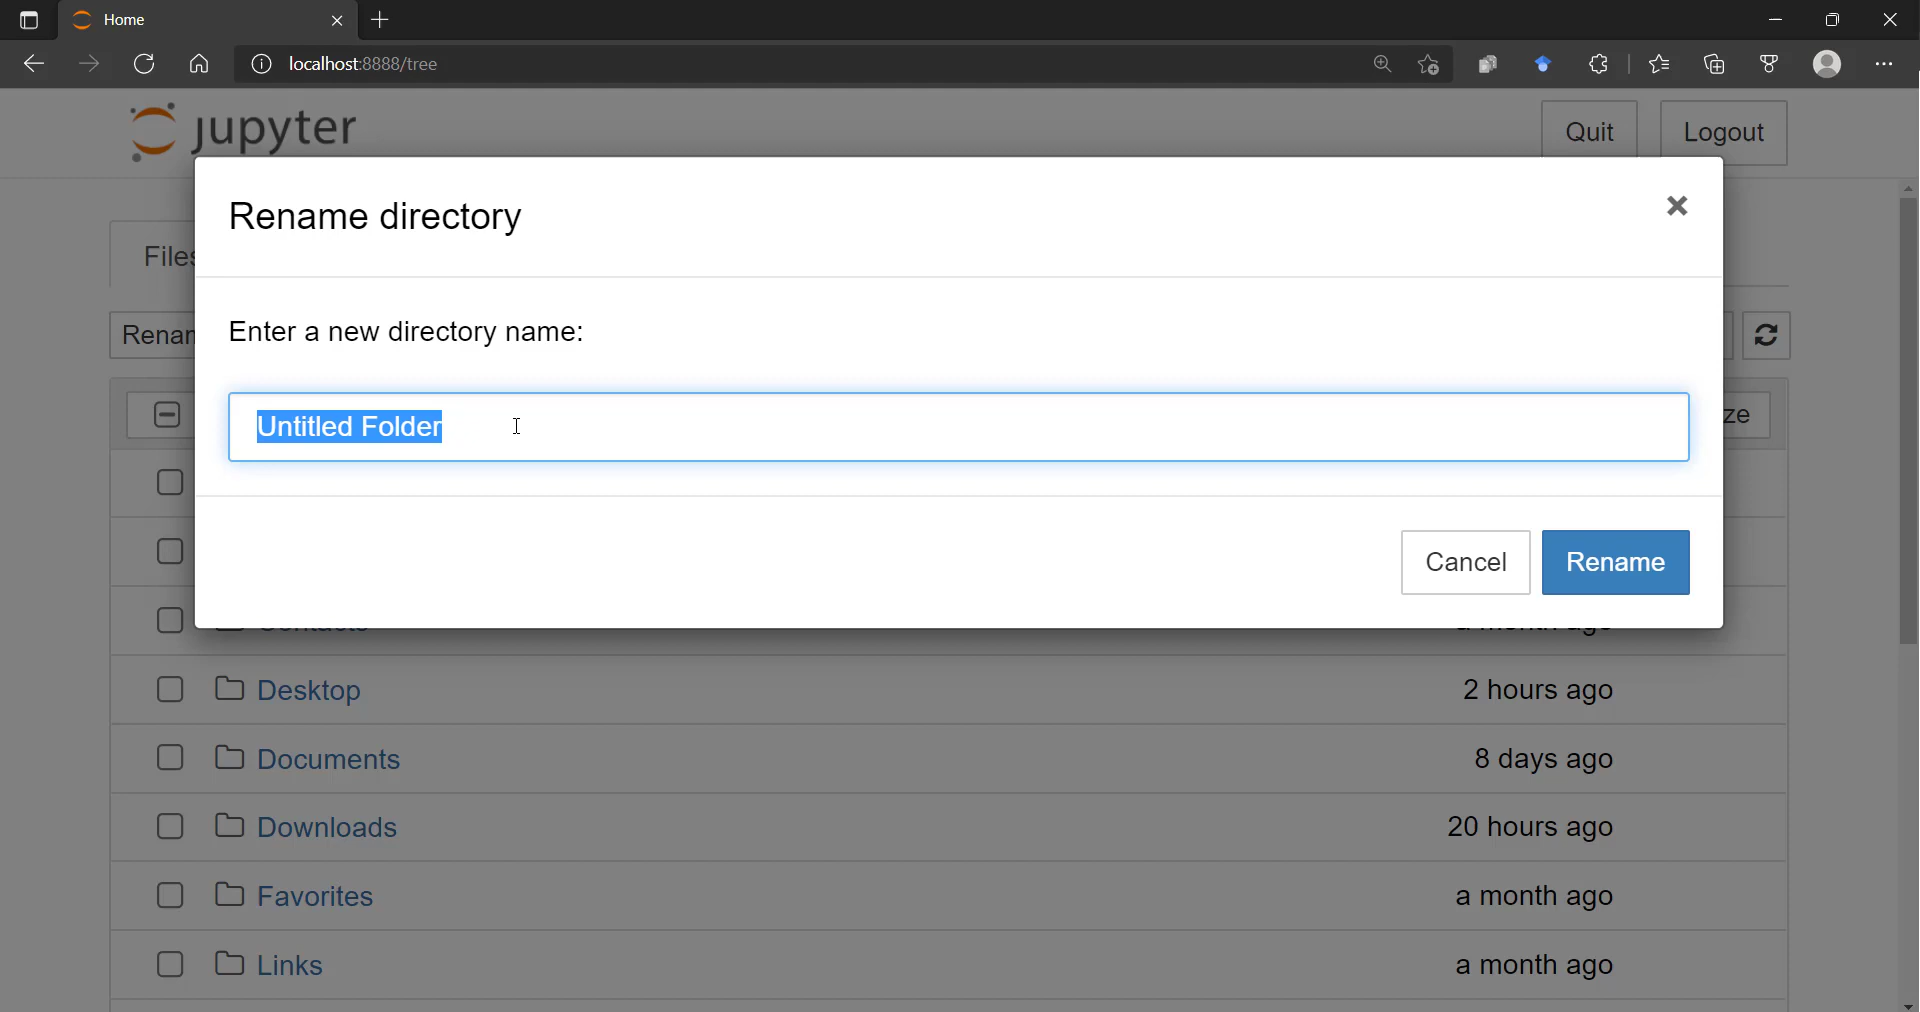 Home
localhost:8888/tree
jupyter
Quit
Logout
Rename directory
Files
Enter a new directory name:
Untitled Folder
Cancel
Rename
Desktop
2 hours ago
Documents
8 days ago
Downloads
20 hours ago
Favorites
a month ago
Links
a month ago